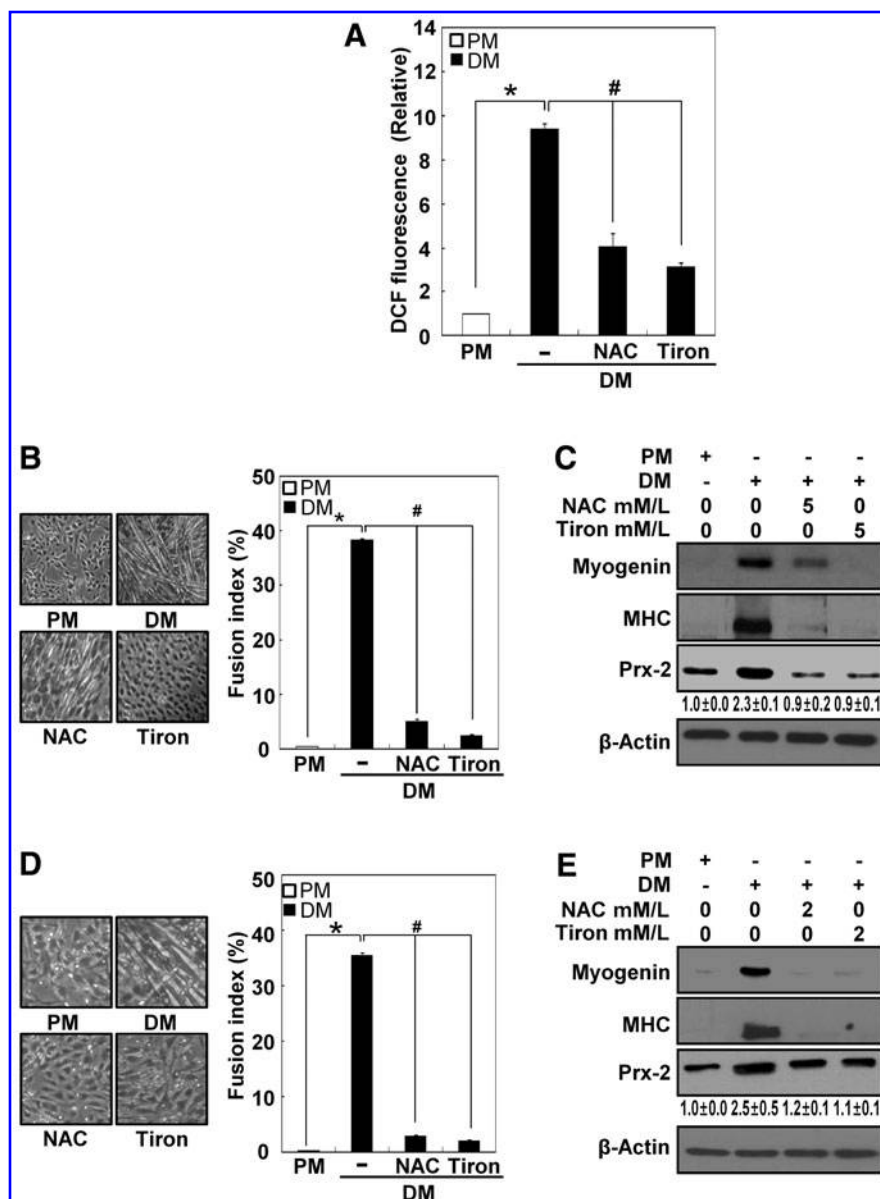 A
DCF fluorescence (Relative)
14
12
10
8
6
4
2
0
PM
DM
*
#
PM
–
NAC
Tiron
DM
B
PM
DM
NAC
Tiron
Fusion index (%)
50
40
30
20
10
0
PM
DM
*
#
PM
–
NAC
Tiron
DM
C
PM + - - -
DM - + + +
NAC mM/L 0 0 5 0
Tiron mM/L 0 0 0 5
Myogenin
MHC
Prx-2
1.0±0.0 2.3±0.1 0.9±0.2 0.9±0.1
β-Actin
D
PM
DM
NAC
Tiron
Fusion index (%)
50
40
30
20
10
0
PM
DM
*
#
PM
–
NAC
Tiron
DM
E
PM + - - -
DM - + + +
NAC mM/L 0 0 2 0
Tiron mM/L 0 0 0 2
Myogenin
MHC
Prx-2
1.0±0.0 2.5±0.5 1.2±0.1 1.1±0.1
β-Actin